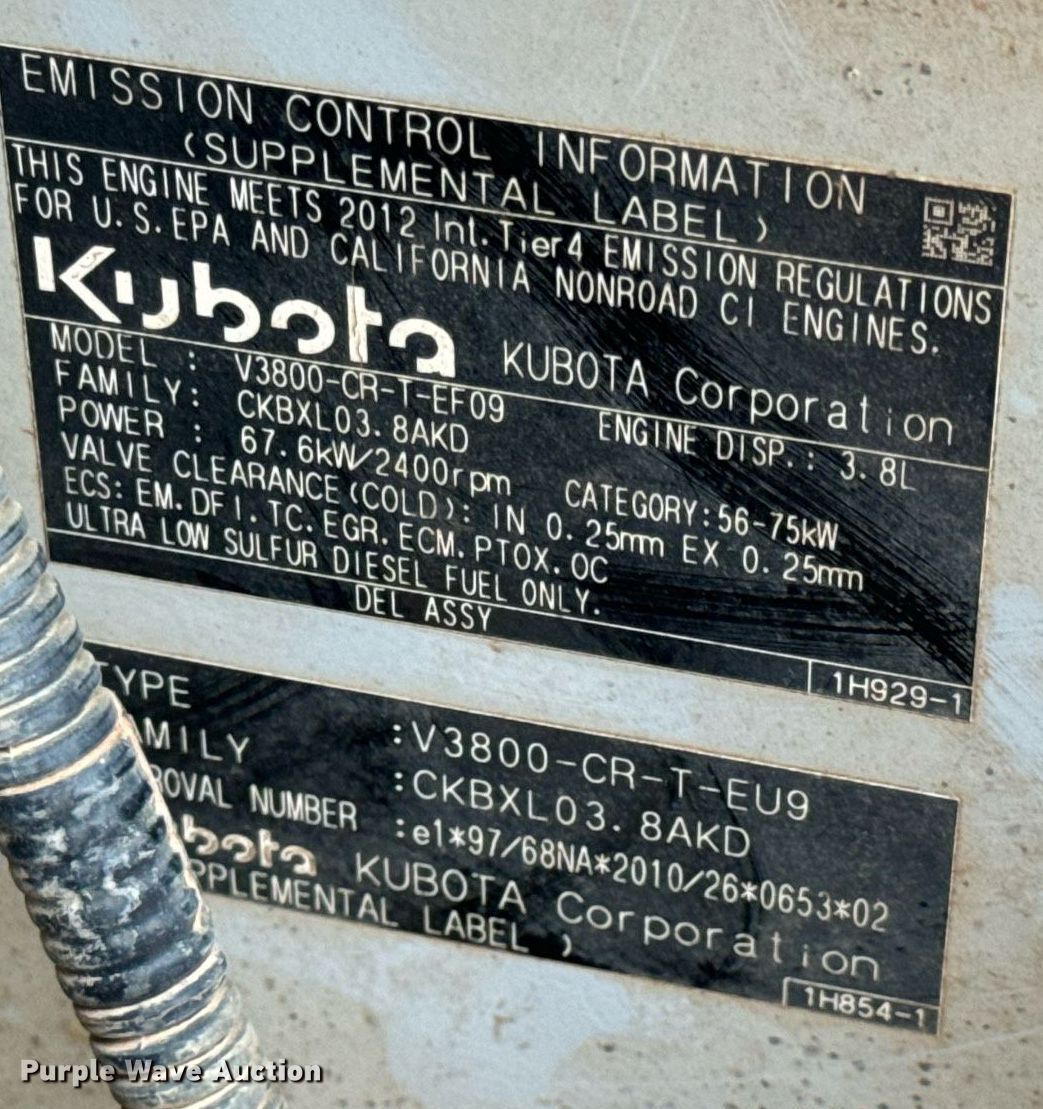 EMISSION CONTROL INFORMATION
(SUPPLEMENTAL LABEL)
THIS ENGINE MEETS 2012 Int. Tier4 EMISSION REGULATIONS
FOR U.S.EPA AND CALIFORNIA NONROAD CI ENGINES.
Kubota KUBOTA Corporation
MODEL : V3800-CR-T-EF09 ENGINE DISP.: 3.8L
FAMILY: CKBXL03.8AKD
POWER : 67.6kW/2400rpm CATEGORY:56-75kW
VALVE CLEARANCE(COLD): IN 0.25mm EX 0.25mm
ECS: EM.DFI.TC.EGR.ECM.PTOX.OC
ULTRA LOW SULFUR DIESEL FUEL ONLY.
DEL ASSY
1H929-1
TYPE :V3800-CR-T-EU9
AMILY :CKBXL03.8AKD
ROVAL NUMBER :e1*97/68NA*2010/26*0653*02
bota KUBOTA Corporation
PPLEMENTAL LABEL)
1H854-1
Purple Wave Auction